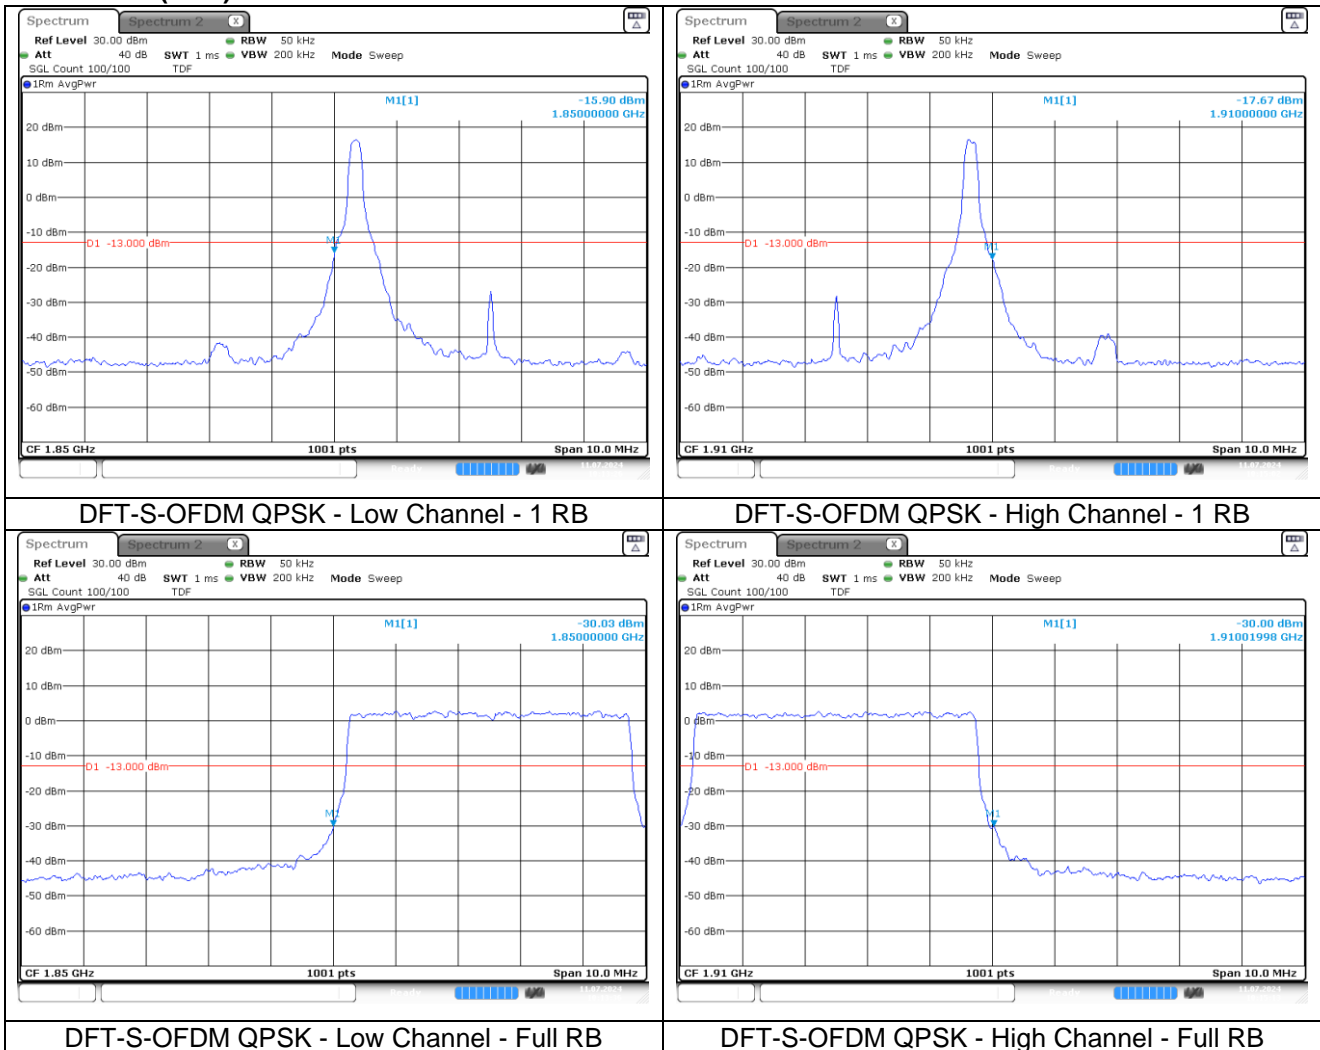 Spectrum Spectrum 2 X
Ref Level 30.00 dBm RBW 50 kHz
Att 40 dB SWT 1 ms VBW 200 kHz Mode Sweep
SGL Count 100/100 TDF
1Rm AvgPwr
M1[1] -15.90 dBm
1.85000000 GHz
20 dBm
10 dBm
0 dBm
-10 dBm
D1 -13.000 dBm
M1
-20 dBm
-30 dBm
-40 dBm
-50 dBm
-60 dBm
CF 1.85 GHz 1001 pts Span 10.0 MHz
11.07.2024
DFT-S-OFDM QPSK - Low Channel - 1 RB
Spectrum Spectrum 2 X
Ref Level 30.00 dBm RBW 50 kHz
Att 40 dB SWT 1 ms VBW 200 kHz Mode Sweep
SGL Count 100/100 TDF
1Rm AvgPwr
M1[1] -17.67 dBm
1.91000000 GHz
20 dBm
10 dBm
0 dBm
-10 dBm
D1 -13.000 dBm
M1
-20 dBm
-30 dBm
-40 dBm
-50 dBm
-60 dBm
CF 1.91 GHz 1001 pts Span 10.0 MHz
11.07.2024
DFT-S-OFDM QPSK - High Channel - 1 RB
Spectrum Spectrum 2 X
Ref Level 30.00 dBm RBW 50 kHz
Att 40 dB SWT 1 ms VBW 200 kHz Mode Sweep
SGL Count 100/100 TDF
1Rm AvgPwr
M1[1] -30.03 dBm
1.85000000 GHz
20 dBm
10 dBm
0 dBm
-10 dBm
D1 -13.000 dBm
-20 dBm
M1
-30 dBm
-40 dBm
-50 dBm
-60 dBm
CF 1.85 GHz 1001 pts Span 10.0 MHz
11.07.2024
DFT-S-OFDM QPSK - Low Channel - Full RB
Spectrum Spectrum 2 X
Ref Level 30.00 dBm RBW 50 kHz
Att 40 dB SWT 1 ms VBW 200 kHz Mode Sweep
SGL Count 100/100 TDF
1Rm AvgPwr
M1[1] -30.00 dBm
1.91001998 GHz
20 dBm
10 dBm
0 dBm
-10 dBm
D1 -13.000 dBm
-20 dBm
M1
-30 dBm
-40 dBm
-50 dBm
-60 dBm
CF 1.91 GHz 1001 pts Span 10.0 MHz
11.07.2024
DFT-S-OFDM QPSK - High Channel - Full RB